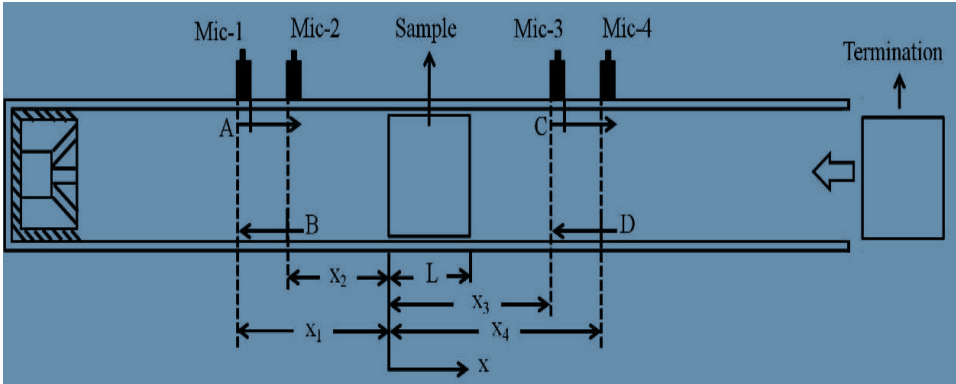 Mic-1
Mic-2
Sample
Mic-3
Mic-4
Termination
A
C
B
D
x₂
L
x₃
x₁
x₄
x